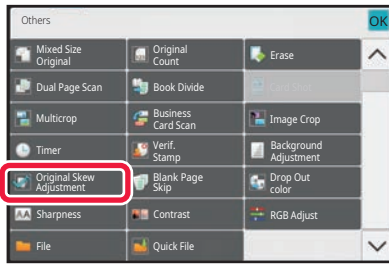 Others
OK
Mixed Size
Original
Original
Count
Erase
Dual Page Scan
Book Divide
Multicrop
Business
Card Scan
Image Crop
Timer
Verif.
Stamp
Background
Adjustment
Original Skew
Adjustment
Blank Page
Skip
Drop Out
color
Sharpness
Contrast
RGB Adjust
File
Quick File